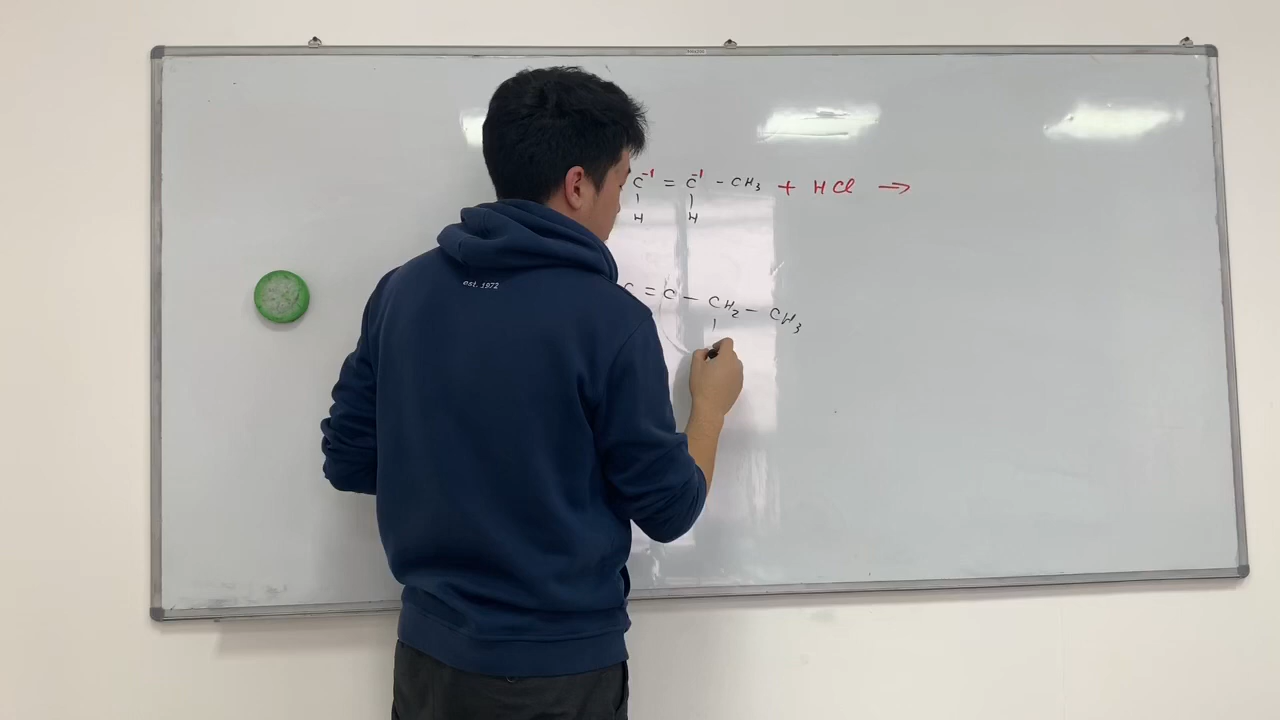 C⁻¹ = C⁻¹ - CH₃ + HCl →
H H
C = C - CH₂ - CH₃
est. 1972